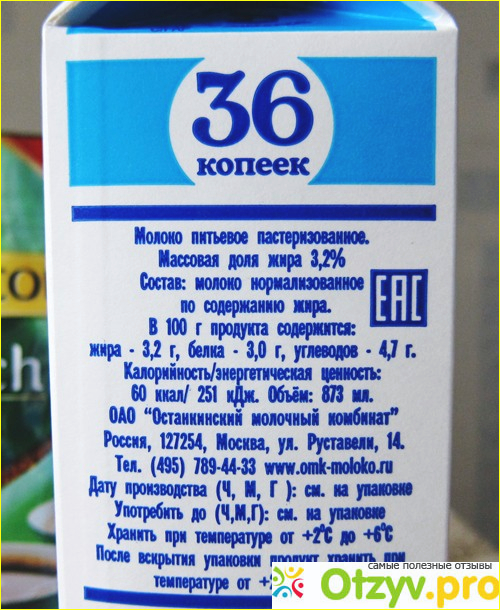 36
копеек
Молоко питьевое пастеризованное.
Массовая доля жира 3,2%
Состав: молоко нормализованное
по содержанию жира.
EAC
В 100 г продукта содержится:
жира - 3,2 г, белка - 3,0 г, углеводов - 4,7 г.
Калорийность/энергетическая ценность:
60 ккал/ 251 кДж. Объём: 873 мл.
ОАО "Останкинский молочный комбинат"
Россия, 127254, Москва, ул. Руставели, 14.
Тел. (495) 789-44-33 www.omk-moloko.ru
Дату производства (Ч, М, Г ): см. на упаковке
Употребить до (Ч,М,Г): см. на упаковке
Хранить при температуре от +2°С до +6°С
После вскрытия упаковки продукт хранить при
температуре от
самые полезные отзывы
Otzyv.pro